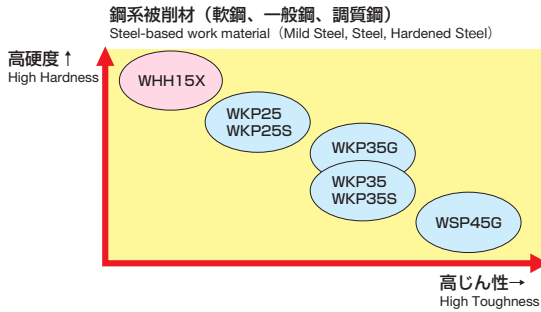 鋼系被削材（軟鋼、一般鋼、調質鋼）
Steel-based work material（Mild Steel, Steel, Hardened Steel）
高硬度↑
High Hardness
WHH15X
WKP25
WKP25S
WKP35G
WKP35
WKP35S
WSP45G
高じん性→
High Toughness